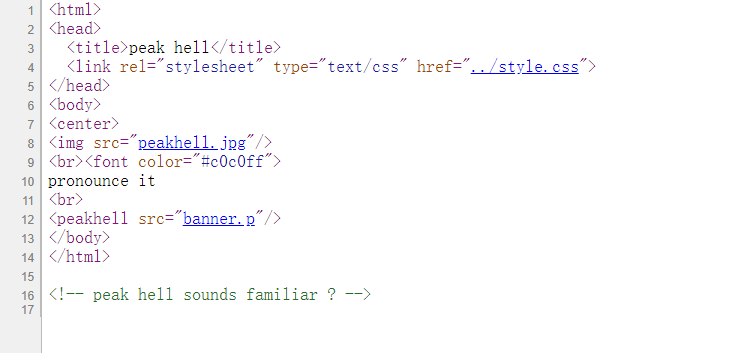 1 <html>
2 <head>
3   <title>peak hell</title>
4   <link rel="stylesheet" type="text/css" href="../style.css">
5 </head>
6 <body>
7 <center>
8 <img src="peakhell.jpg"/>
9 <br><font color="#c0c0ff">
10 pronounce it
11 <br>
12 <peakhell src="banner.p"/>
13 </body>
14 </html>
15
16 <!-- peak hell sounds familiar ? -->
17